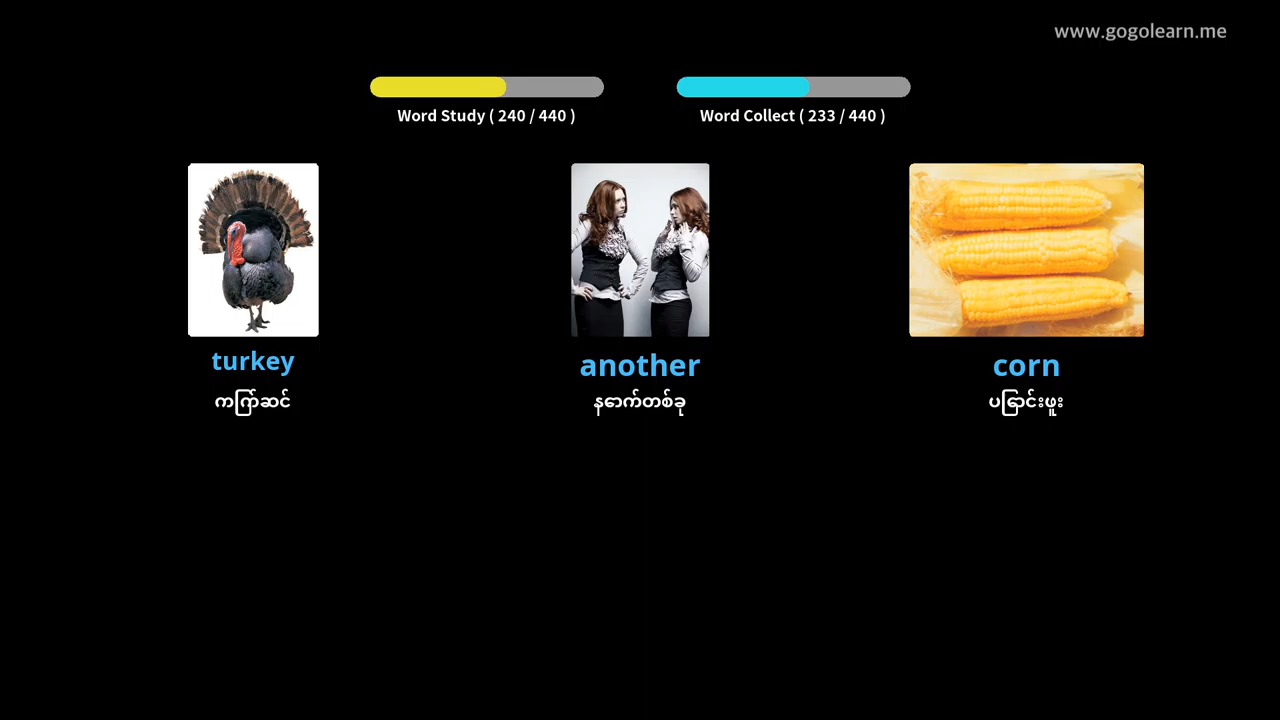 www.gogolearn.me
Word Study ( 240 / 440 )
Word Collect ( 233 / 440 )
turkey
another
corn
ကြက်ဆင်
နောက်တစ်ခု
ပြောင်းဖူး